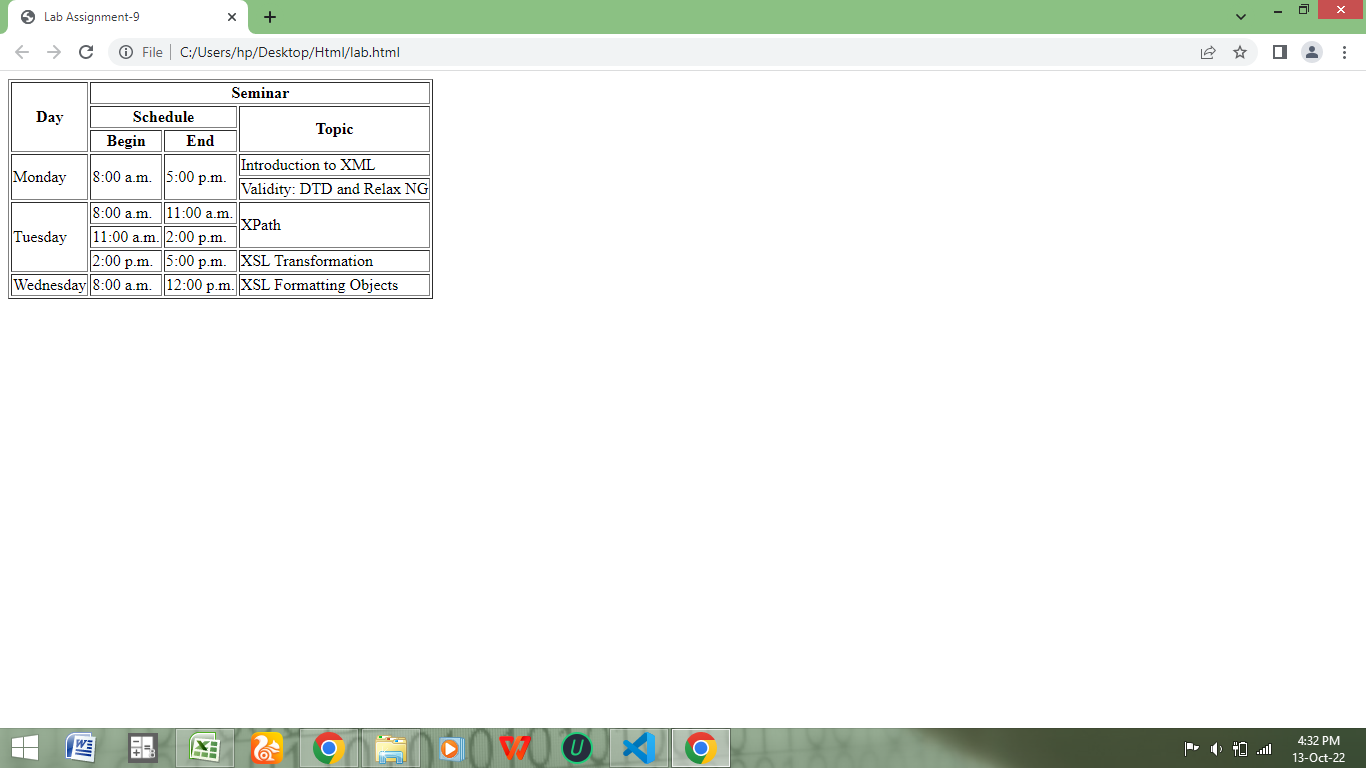 Lab Assignment-9
File C:/Users/hp/Desktop/Html/lab.html
Seminar
Day Schedule Topic
Begin End
Monday 8:00 a.m. 5:00 p.m. Introduction to XML
Validity: DTD and Relax NG
Tuesday 8:00 a.m. 11:00 a.m. XPath
11:00 a.m. 2:00 p.m.
2:00 p.m. 5:00 p.m. XSL Transformation
Wednesday 8:00 a.m. 12:00 p.m. XSL Formatting Objects
4:32 PM
13-Oct-22